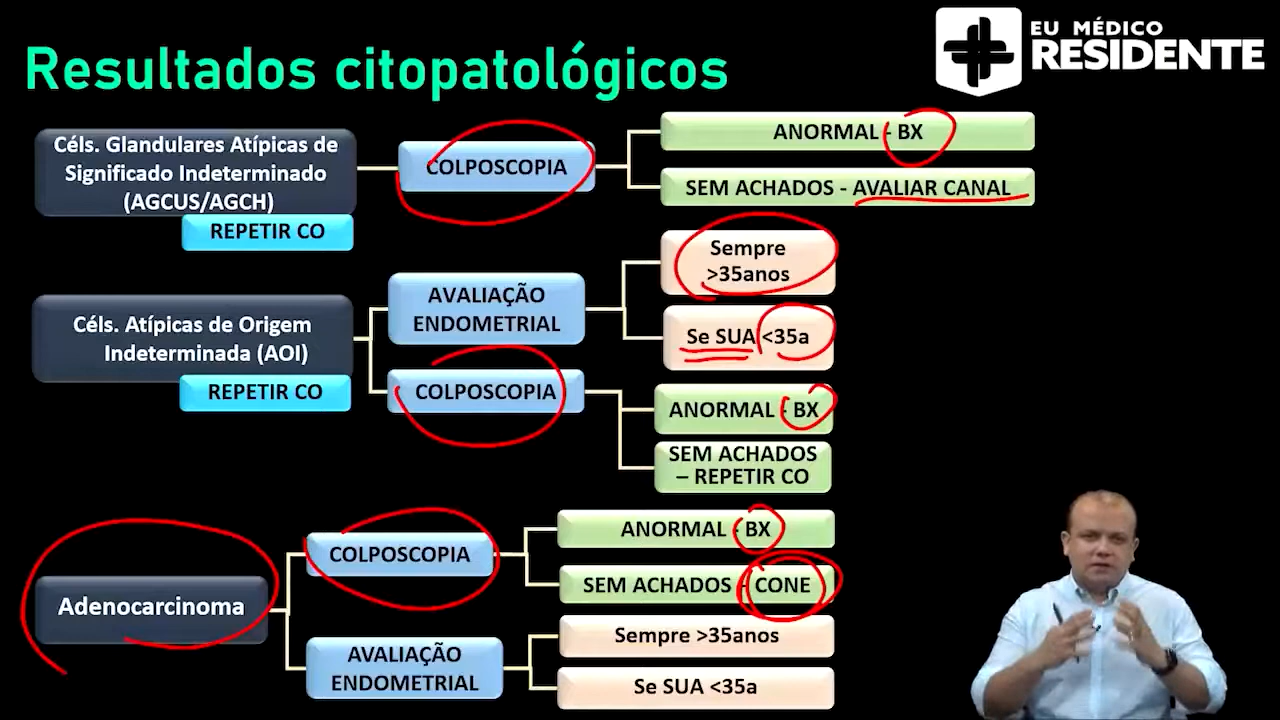 Resultados citopatológicos
EU MÉDICO
RESIDENTE
Céls. Glandulares Atípicas de
Significado Indeterminado
(AGCUS/AGCH)
REPETIR CO
COLPOSCOPIA
ANORMAL - BX
SEM ACHADOS - AVALIAR CANAL
Céls. Atípicas de Origem
Indeterminada (AOI)
REPETIR CO
AVALIAÇÃO
ENDOMETRIAL
Sempre
>35anos
Se SUA <35a
COLPOSCOPIA
ANORMAL - BX
SEM ACHADOS
– REPETIR CO
Adenocarcinoma
COLPOSCOPIA
ANORMAL - BX
SEM ACHADOS - CONE
AVALIAÇÃO
ENDOMETRIAL
Sempre >35anos
Se SUA <35a